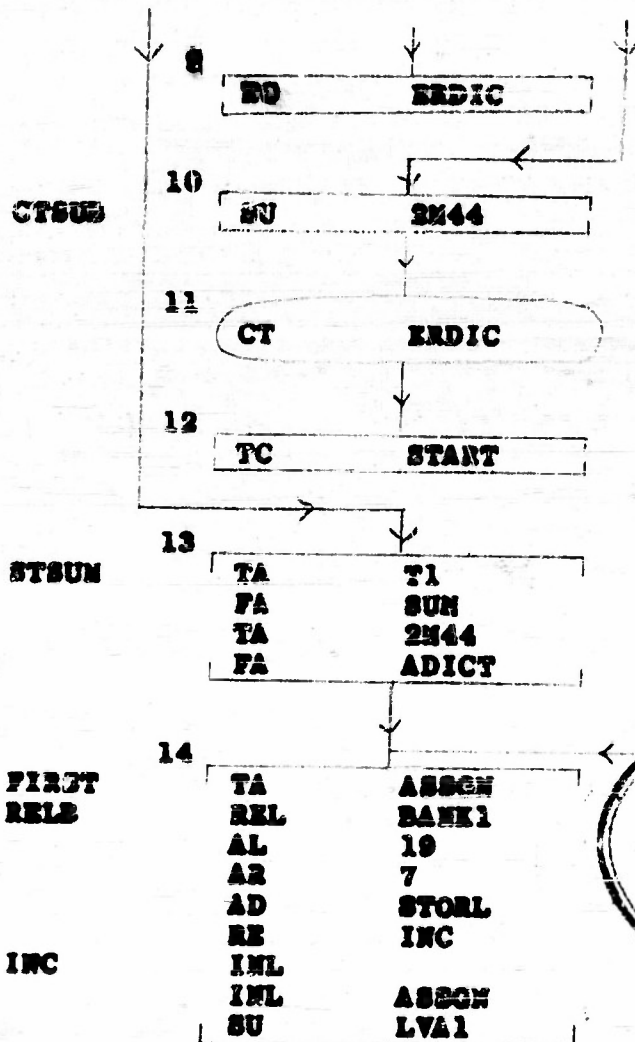 ERDIC
10
CTSUB SU 2M44
11
CT ERDIC
12
TC START
13
STSUM TA T1
FA SUM
TA 2M44
FA ADICT
14
FIRST TA ASSGN
RELB REL BANK1
AL 19
AR 7
AD STORL
RE INC
INC INL
INL ASSGN
SU LVA1